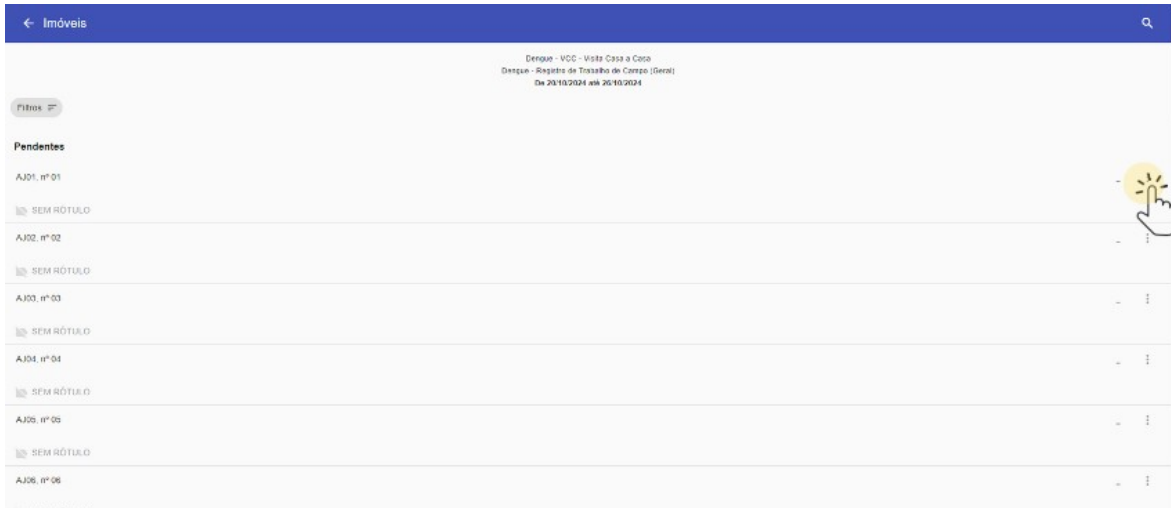 ← Imóveis
Dengue - VCC - Visita Casa a Casa
Dengue - Registro de Trabalho de Campo (Geral)
De 20/10/2024 até 26/10/2024
Filtros
Pendentes
AJ01, nº 01 -
SEM RÓTULO
AJ02, nº 02 -
SEM RÓTULO
AJ03, nº 03 -
SEM RÓTULO
AJ04, nº 04 -
SEM RÓTULO
AJ05, nº 05 -
SEM RÓTULO
AJ06, nº 06 -